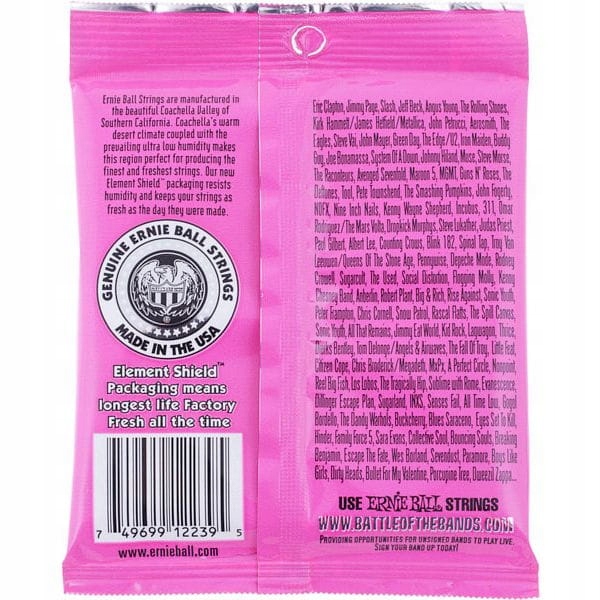 Ernie Ball Strings are manufactured in
the beautiful Coachella Valley of
Southern California. Coachella's warm
desert climate coupled with the
prevailing ultra low humidity makes
this region perfect for producing the
finest and freshest strings. Our new
Element Shield™ packaging resists
humidity and keeps your strings as
fresh as the day they were made.
GENUINE ERNIE BALL STRINGS
MADE IN THE USA
Element Shield™
Packaging means
longest life Factory
Fresh all the time
7 49699 12239 5
www.ernieball.com
Eric Clapton, Jimmy Page, Slash, Jeff Beck, Angus Young, The Rolling Stones,
Kirk Hammett/James Hetfield/Metallica, John Petrucci, Aerosmith, The
Eagles, Steve Vai, John Mayer, Green Day, The Edge/U2, Iron Maiden, Buddy
Guy, Joe Bonamassa, System Of A Down, Johnny Hiland, Muse, Steve Morse,
The Raconteurs, Avenged Sevenfold, Maroon 5, MGMT, Guns N' Roses, The
Deftones, Tool, Pete Townshend, The Smashing Pumpkins, John Fogerty,
NOFX, Nine Inch Nails, Kenny Wayne Shepherd, Incubus, 311, Omar
Rodriguez/The Mars Volta, Dropkick Murphys, Steve Lukather, Judas Priest,
Paul Gilbert, Albert Lee, Counting Crows, Blink 182, Spinal Tap, Troy Van
Leeuwen/Queens Of The Stone Age, Pennywise, Depeche Mode, Rodney
Crowell, Sugarcult, The Used, Social Distortion, Flogging Molly, Kenny
Chesney Band, Anberlin, Robert Plant, Big & Rich, Rise Against, Sonic Youth,
Peter Frampton, Chris Cornell, Snow Patrol, Rascal Flatts, The Spill Canvas,
Sonic Youth, All That Remains, Jimmy Eat World, Kid Rock, Lagwagon, Thrice,
Dierks Bentley, Tom Delonge/Angels & Airwaves, The Fall Of Troy, Little Feat,
Citizen Cope, Chris Broderick/Megadeth, MxPx, A Perfect Circle, Nonpoint,
Reel Big Fish, Los Lobos, The Tragically Hip, Sublime with Rome, Evanescence,
Dillinger Escape Plan, Sugarland, INXS, Senses Fail, All Time Low, Gogol
Bordello, The Dandy Warhols, Buckcherry, Blues Saraceno, Eyes Set To Kill,
Hinder, Family Force 5, Sara Evans, Collective Soul, Bouncing Souls, Breaking
Benjamin, Escape The Fate, Wes Borland, Sevendust, Paramore, Boys Like
Girls, Dirty Heads, Bullet For My Valentine, Porcupine Tree, Dweezil Zappa...
USE ERNIE BALL STRINGS
WWW.BATTLEOFTHEBANDS.COM
PROVIDING OPPORTUNITIES FOR UNSIGNED BANDS TO PLAY LIVE.
SIGN YOUR BAND UP TODAY!